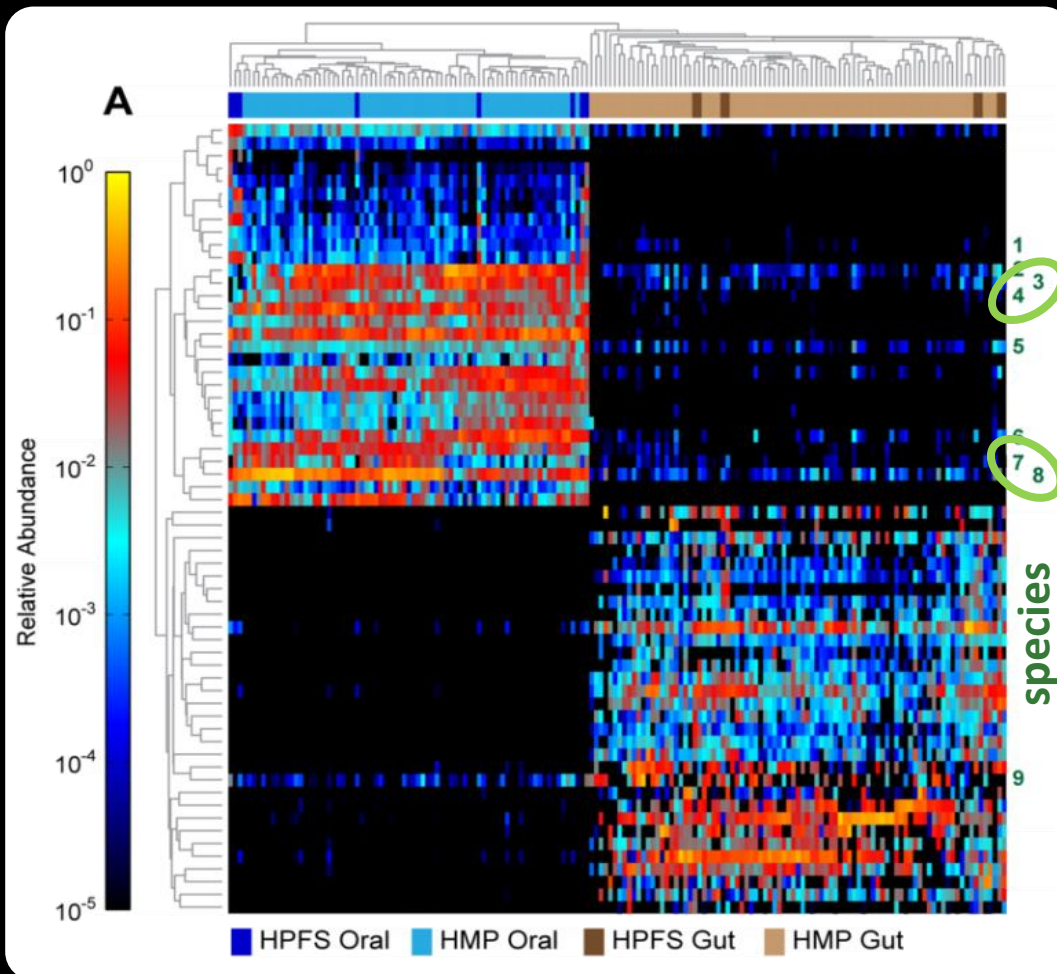 A
10^0
10^-1
10^-2
10^-3
10^-4
10^-5
Relative Abundance
1
2
3
4
5
6
7
8
9
species
HPFS Oral
HMP Oral
HPFS Gut
HMP Gut